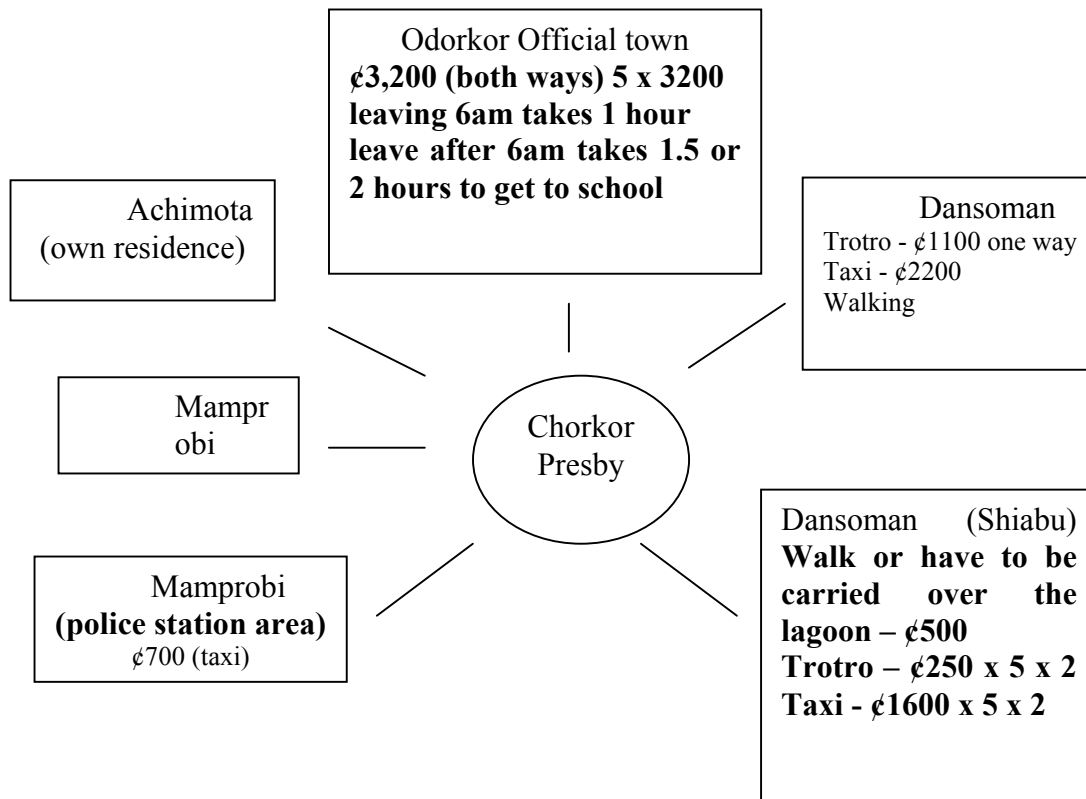 Odorkor Official town
¢3,200 (both ways) 5 x 3200
leaving 6am takes 1 hour
leave after 6am takes 1.5 or
2 hours to get to school
Achimota
(own residence)
Dansoman
Trotro - ¢1100 one way
Taxi - ¢2200
Walking
Mampr
obi
Chorkor
Presby
Mamprobi
(police station area)
¢700 (taxi)
Dansoman (Shiabu)
Walk or have to be
carried over the
lagoon – ¢500
Trotro – ¢250 x 5 x 2
Taxi - ¢1600 x 5 x 2